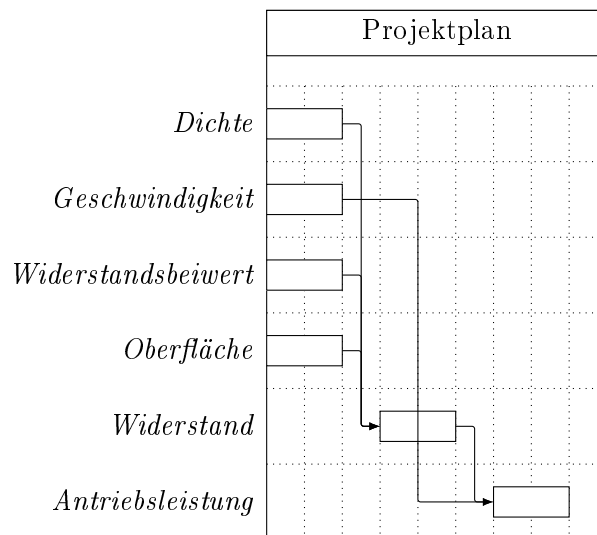 Projektplan
Dichte
Geschwindigkeit
Widerstandsbeiwert
Oberfläche
Widerstand
Antriebsleistung